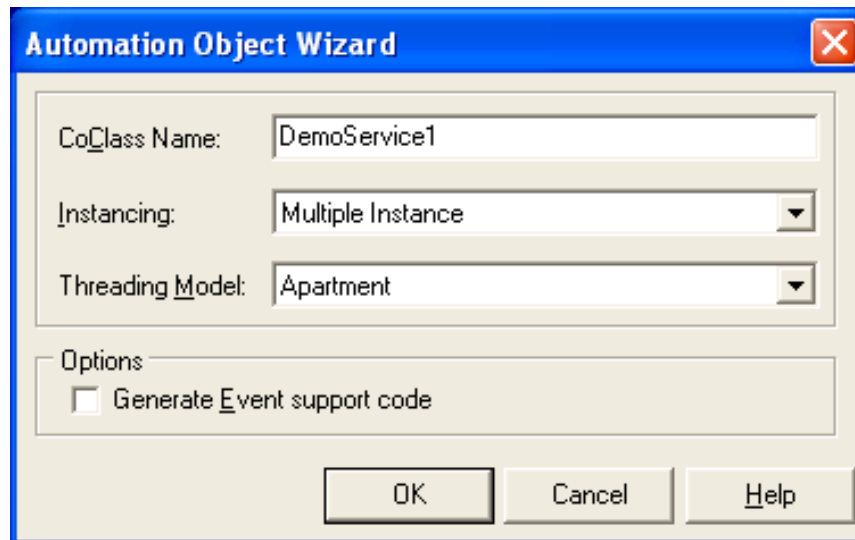 Automation Object Wizard
CoClass Name: DemoService1
Instancing: Multiple Instance
Threading Model: Apartment
Options
Generate Event support code
OK Cancel Help